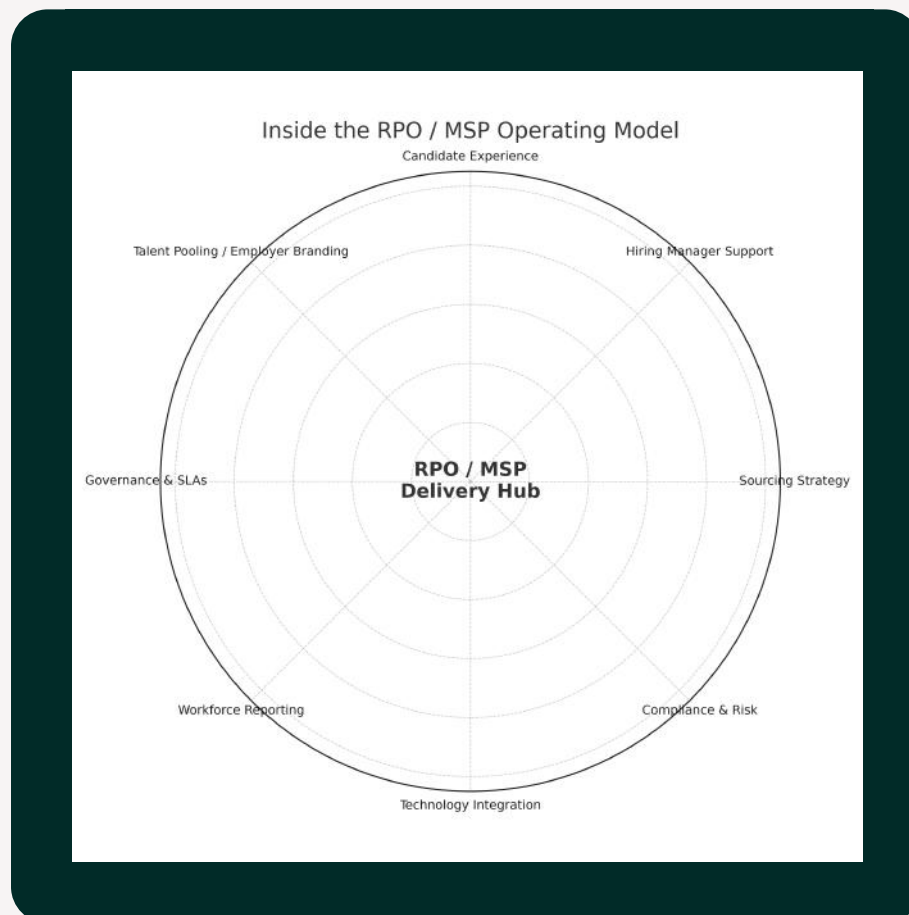 Inside the RPO / MSP Operating Model
Candidate Experience
Talent Pooling / Employer Branding
Hiring Manager Support
RPO / MSP
Delivery Hub
Governance & SLAs
Sourcing Strategy
Workforce Reporting
Compliance & Risk
Technology Integration